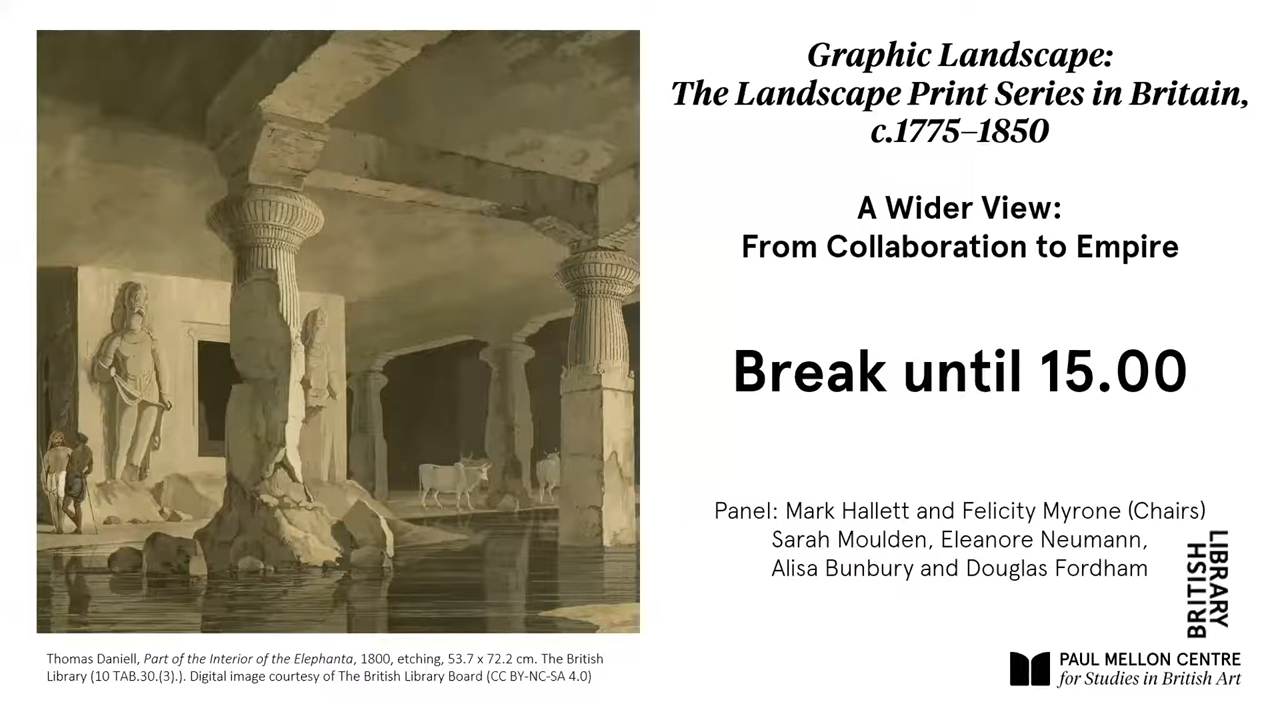 Graphic Landscape:
The Landscape Print Series in Britain,
c.1775–1850
A Wider View:
From Collaboration to Empire
Break until 15.00
Panel: Mark Hallett and Felicity Myrone (Chairs)
Sarah Moulden, Eleanore Neumann,
Alisa Bunbury and Douglas Fordham
BRITISH
LIBRARY
PAUL MELLON CENTRE
for Studies in British Art
Thomas Daniell, Part of the Interior of the Elephanta, 1800, etching, 53.7 x 72.2 cm. The British
Library (10 TAB.30.(3).). Digital image courtesy of The British Library Board (CC BY-NC-SA 4.0)